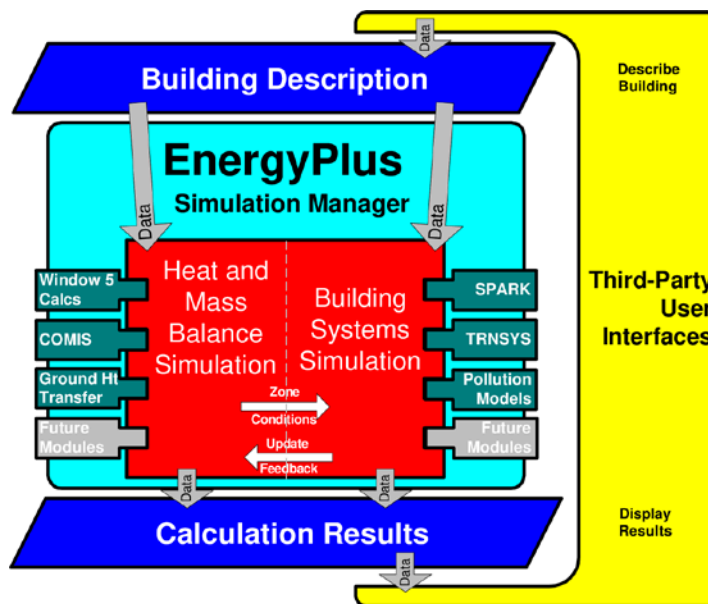 Data
Building Description
Describe
Building
EnergyPlus
Simulation Manager
Data
Data
Window 5
Calcs
COMIS
Ground Ht
Transfer
Future
Modules
Heat and
Mass
Balance
Simulation
Building
Systems
Simulation
Zone
Conditions
Update
Feedback
SPARK
TRNSYS
Pollution
Models
Future
Modules
Third-Party
User
Interfaces
Data
Data
Calculation Results
Display
Results
Data